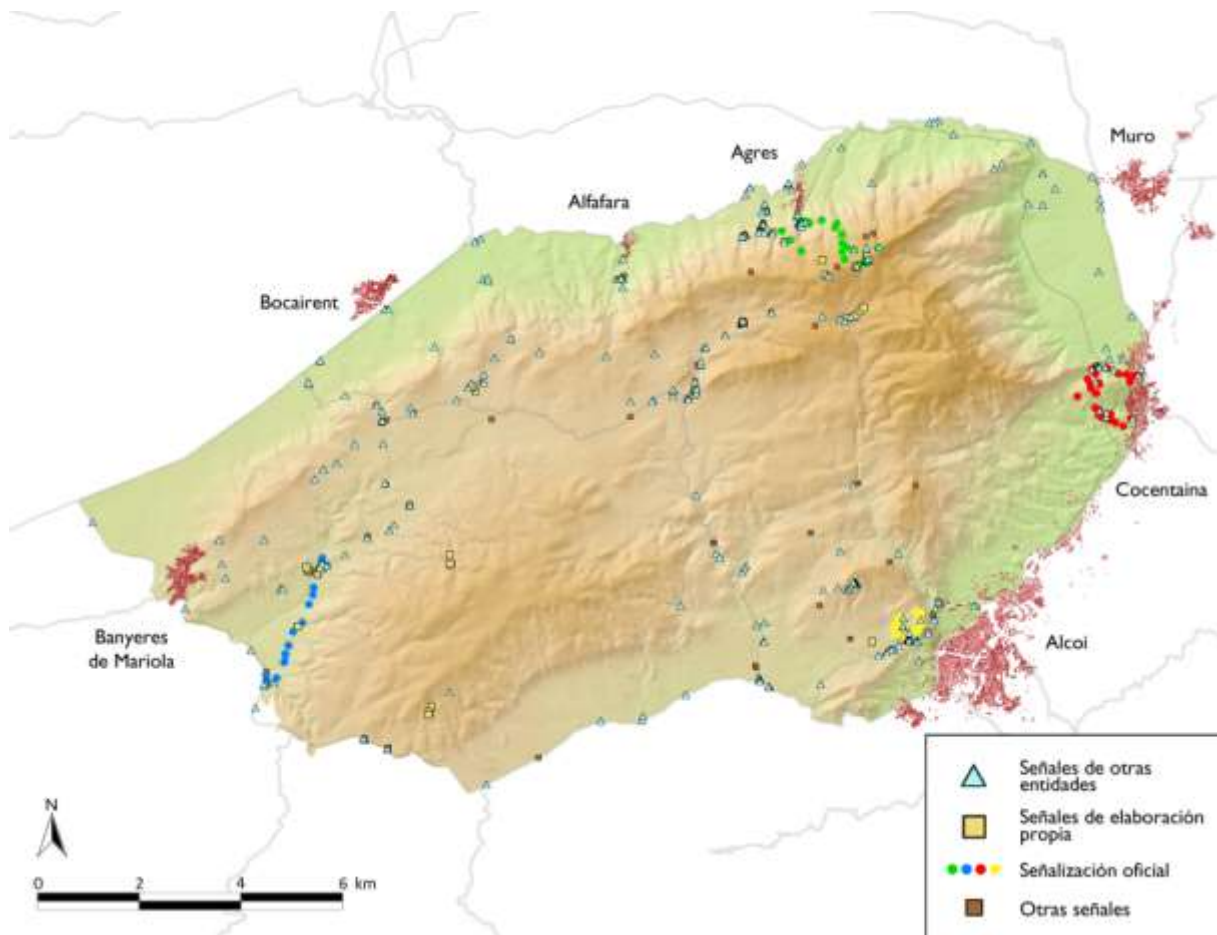 Muro
Agres
Alfafara
Bocairent
Cocentaina
Banyeres
de Mariola
Alcoi
Señales de otras
entidades
Señales de elaboración
propia
Señalización oficial
Otras señales
N
0 2 4 6 km